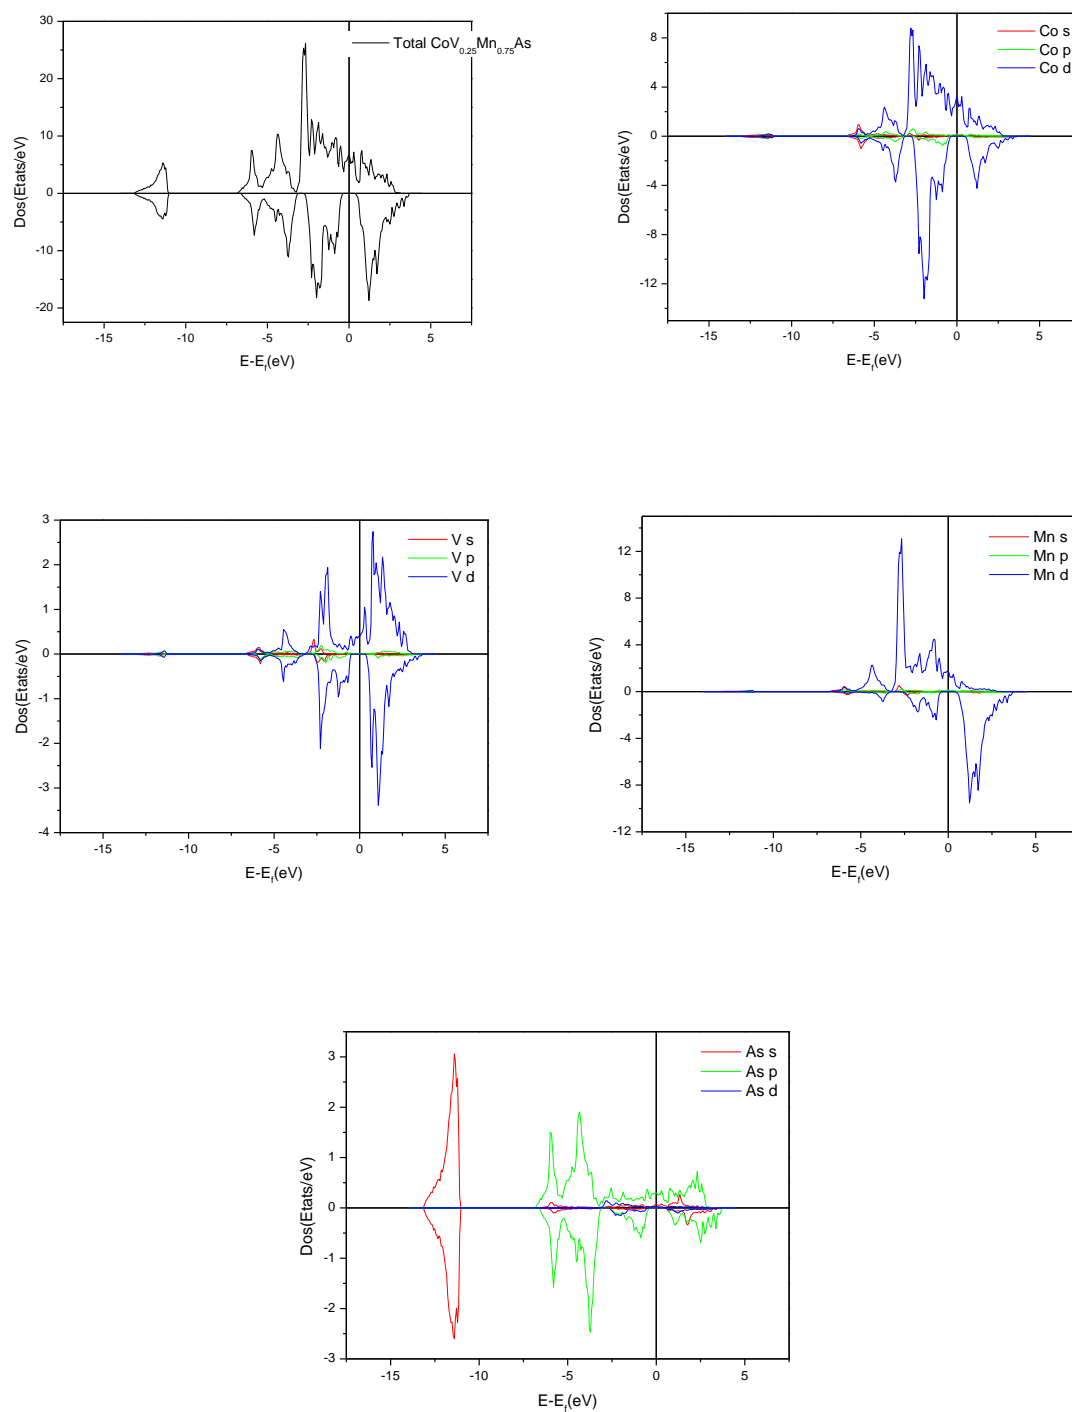 Total CoV0.25Mn0.75As
30
20
10
0
-10
-20
Dos(Etats/eV)
-15
-10
-5
0
5
E-Ef(eV)
Co s
Co p
Co d
8
4
0
-4
-8
-12
Dos(Etats/eV)
-15
-10
-5
0
5
E-Ef(eV)
V s
V p
V d
3
2
1
0
-1
-2
-3
-4
Dos(Etats/eV)
-15
-10
-5
0
5
E-Ef(eV)
Mn s
Mn p
Mn d
12
8
4
0
-4
-8
-12
Dos(Etats/eV)
-15
-10
-5
0
5
E-Ef(eV)
As s
As p
As d
3
2
1
0
-1
-2
-3
Dos(Etats/eV)
-15
-10
-5
0
5
E-Ef(eV)